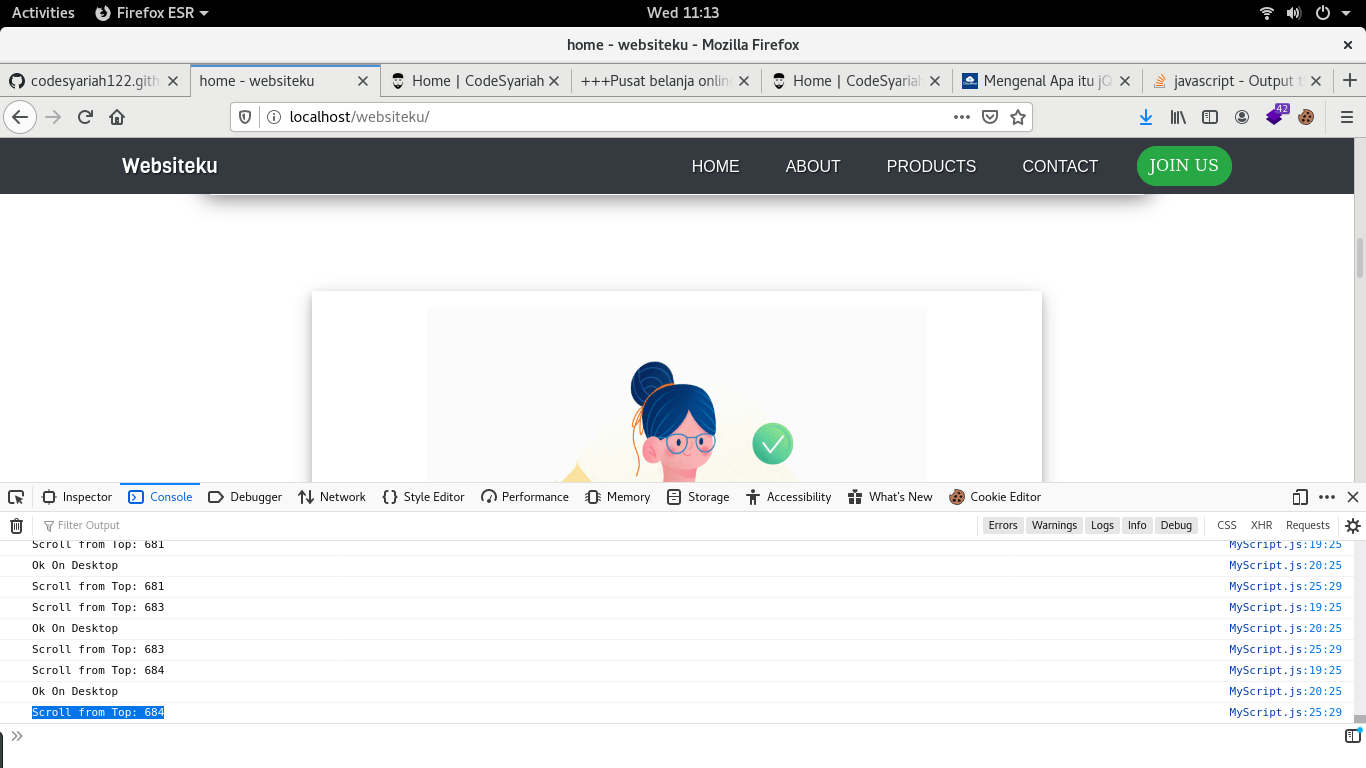 Activities Firefox ESR Wed 11:13
home - websiteku - Mozilla Firefox
codesyariah122.gith home - websiteku Home | CodeSyariah +++Pusat belanja online Home | CodeSyariah Mengenal Apa itu jQ javascript - Output t
localhost/websiteku/ 42
Websiteku HOME ABOUT PRODUCTS CONTACT JOIN US
Inspector Console Debugger Network Style Editor Performance Memory Storage Accessibility What's New Cookie Editor
Filter Output Errors Warnings Logs Info Debug CSS XHR Requests
Scroll from Top: 681 MyScript.js:19:25
Ok On Desktop MyScript.js:20:25
Scroll from Top: 681 MyScript.js:25:29
Scroll from Top: 683 MyScript.js:19:25
Ok On Desktop MyScript.js:20:25
Scroll from Top: 683 MyScript.js:25:29
Scroll from Top: 684 MyScript.js:19:25
Ok On Desktop MyScript.js:20:25
Scroll from Top: 684 MyScript.js:25:29